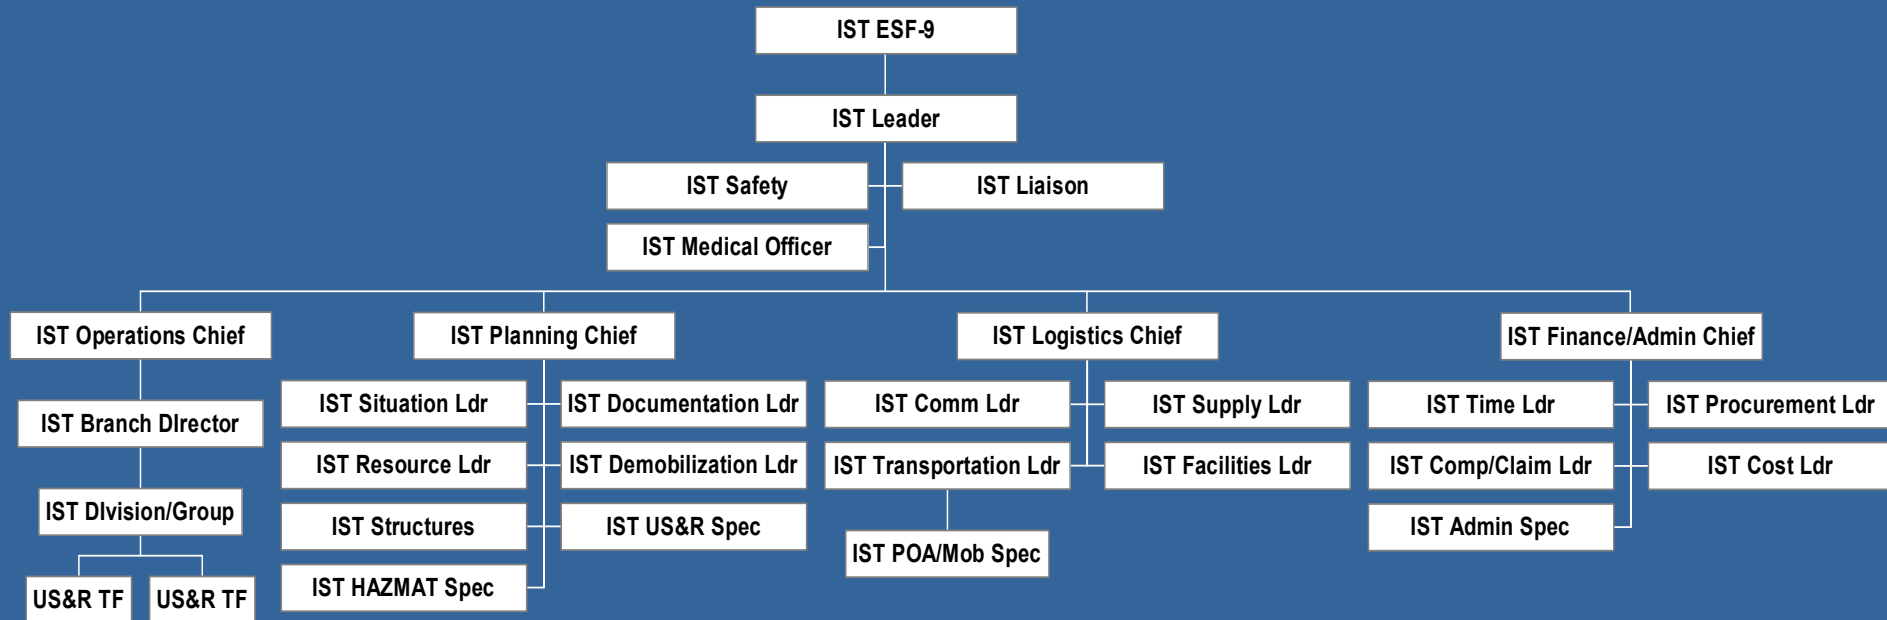 IST ESF-9
IST Leader
IST Safety
IST Liaison
IST Medical Officer
IST Operations Chief
IST Planning Chief
IST Logistics Chief
IST Finance/Admin Chief
IST Branch DIrector
IST DIvision/Group
US&R TF
US&R TF
IST Situation Ldr
IST Documentation Ldr
IST Resource Ldr
IST Demobilization Ldr
IST Structures
IST US&R Spec
IST HAZMAT Spec
IST Comm Ldr
IST Supply Ldr
IST Transportation Ldr
IST Facilities Ldr
IST POA/Mob Spec
IST Time Ldr
IST Procurement Ldr
IST Comp/Claim Ldr
IST Cost Ldr
IST Admin Spec